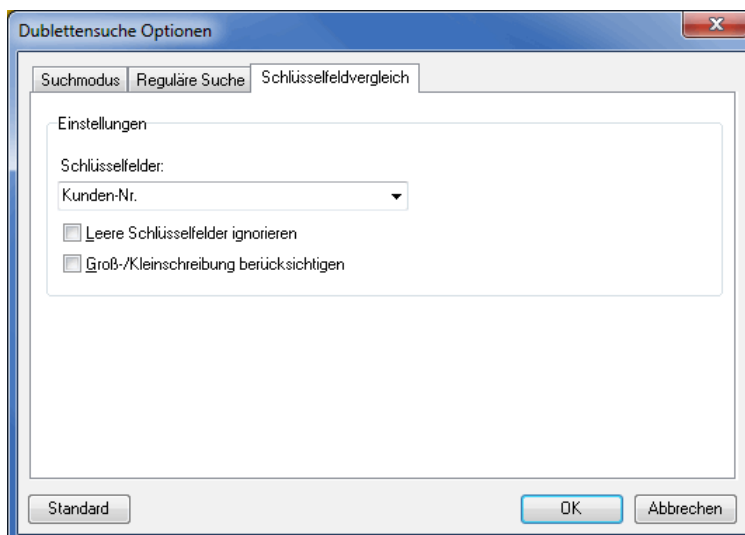 Dublettensuche Optionen
Suchmodus Reguläre Suche Schlüsselfeldvergleich
Einstellungen
Schlüsselfelder:
Kunden-Nr.
Leere Schlüsselfelder ignorieren
Groß-/Kleinschreibung berücksichtigen
Standard OK Abbrechen